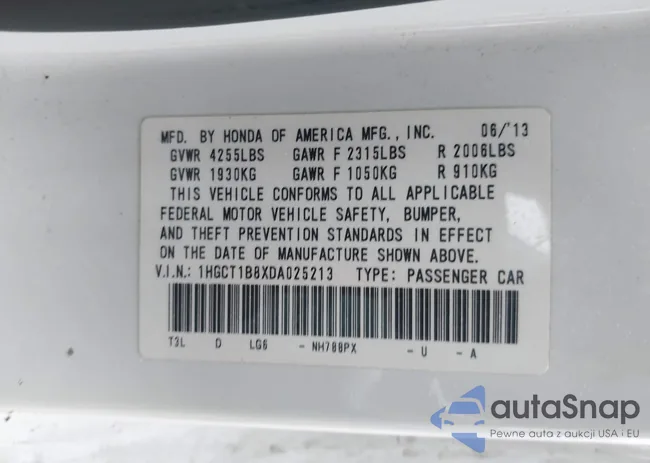 MFD. BY HONDA OF AMERICA MFG., INC. 06/'13
GVWR 4255LBS GAWR F 2315LBS R 2006LBS
GVWR 1930KG GAWR F 1050KG R 910KG
THIS VEHICLE CONFORMS TO ALL APPLICABLE
FEDERAL MOTOR VEHICLE SAFETY, BUMPER,
AND THEFT PREVENTION STANDARDS IN EFFECT
ON THE DATE OF MANUFACTURE SHOWN ABOVE.
V.I.N.: 1HGCT1B8XDA025213 TYPE: PASSENGER CAR
T3L D LG6 - NH788PX - U - A
autaSnap
Pewne auta z aukcji USA i EU